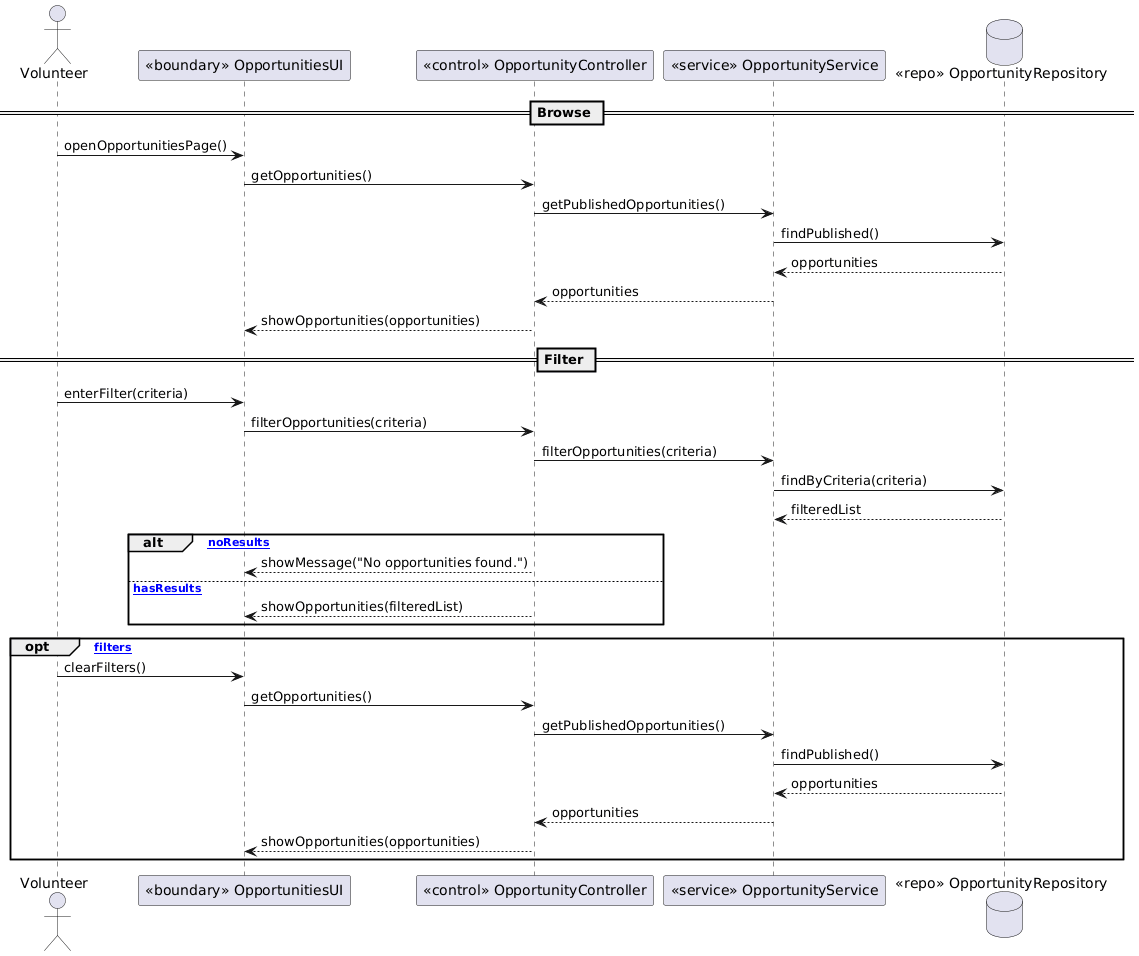 Volunteer
«boundary» OpportunitiesUI
«control» OpportunityController
«service» OpportunityService
«repo» OpportunityRepository
Browse
openOpportunitiesPage()
getOpportunities()
getPublishedOpportunities()
findPublished()
opportunities
opportunities
showOpportunities(opportunities)
Filter
enterFilter(criteria)
filterOpportunities(criteria)
filterOpportunities(criteria)
findByCriteria(criteria)
filteredList
alt noResults
showMessage("No opportunities found.")
hasResults
showOpportunities(filteredList)
opt filters
clearFilters()
getOpportunities()
getPublishedOpportunities()
findPublished()
opportunities
opportunities
showOpportunities(opportunities)
Volunteer
«boundary» OpportunitiesUI
«control» OpportunityController
«service» OpportunityService
«repo» OpportunityRepository